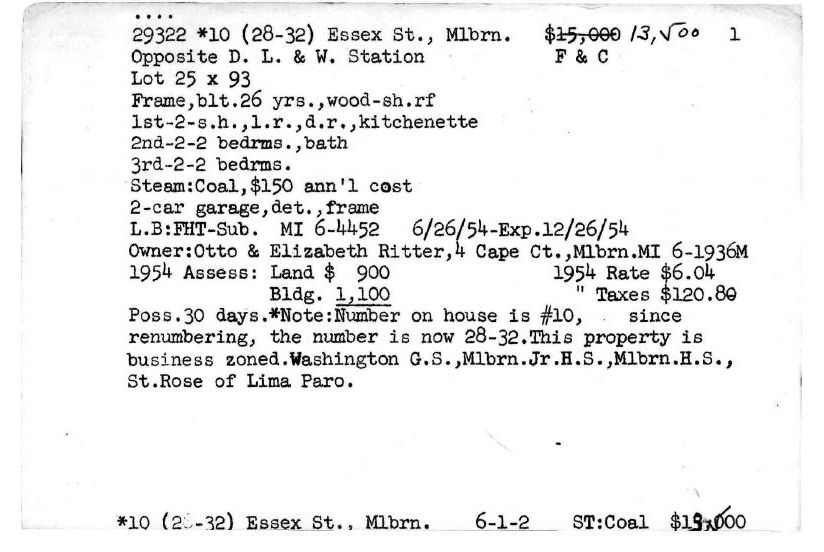 ....
29322 *10 (28-32) Essex St., Mlbrn. $15,000 13,500 1
Opposite D. L. & W. Station F & C
Lot 25 x 93
Frame,blt.26 yrs.,wood-sh.rf
1st-2-s.h.,l.r.,d.r.,kitchenette
2nd-2-2 bedrms.,bath
3rd-2-2 bedrms.
Steam:Coal,$150 ann'l cost
2-car garage,det.,frame
L.B:FHT-Sub. MI 6-4452 6/26/54-Exp.12/26/54
Owner:Otto & Elizabeth Ritter,4 Cape Ct.,Mlbrn.MI 6-1936M
1954 Assess: Land $ 900 1954 Rate $6.04
Bldg. 1,100 " Taxes $120.80
Poss.30 days.*Note:Number on house is #10, since
renumbering, the number is now 28-32.This property is
business zoned.Washington G.S.,Mlbrn.Jr.H.S.,Mlbrn.H.S.,
St.Rose of Lima Paro.
*10 (28-32) Essex St., Mlbrn. 6-1-2 ST:Coal